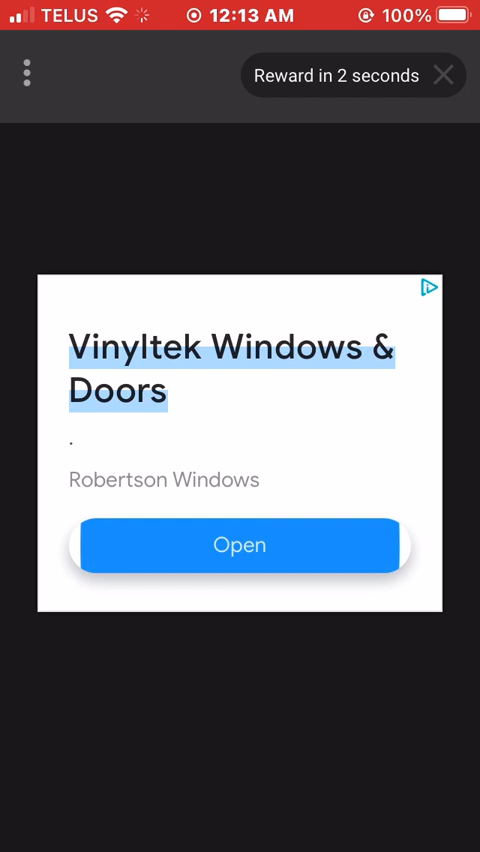 TELUS 12:13 AM 100%
Reward in 2 seconds
Vinyltek Windows &
Doors
.
Robertson Windows
Open